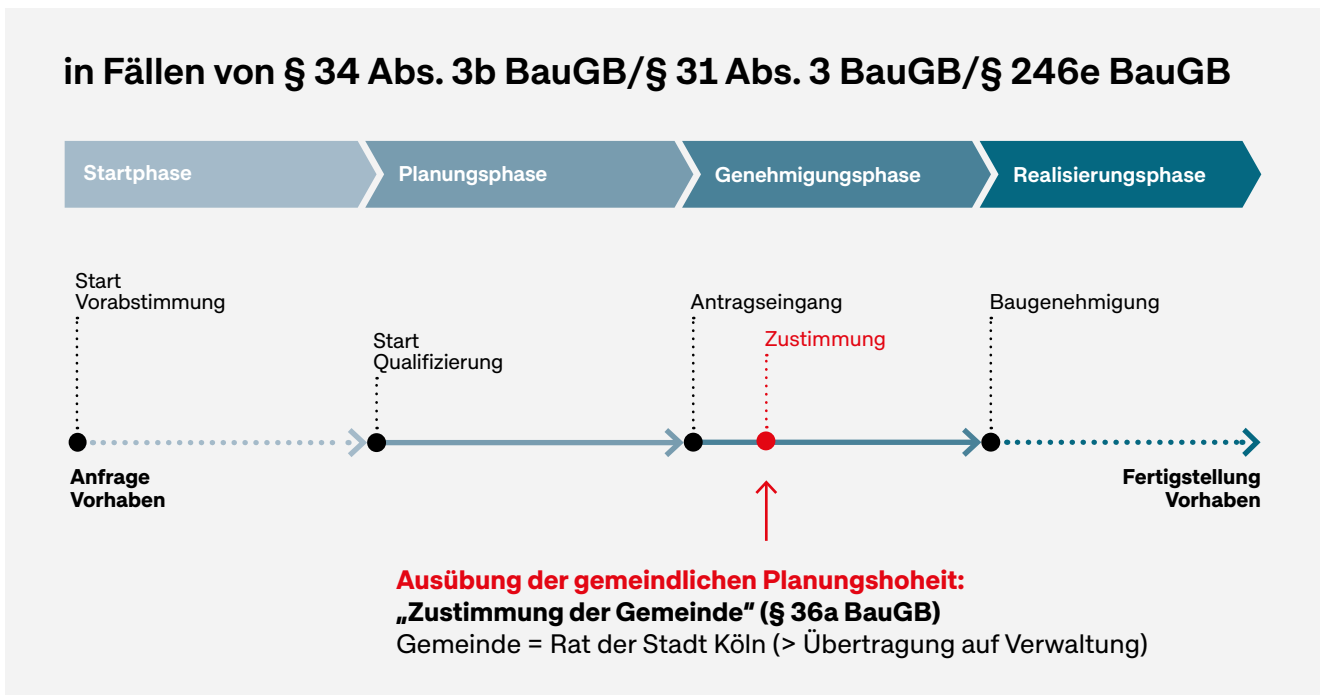 in Fällen von § 34 Abs. 3b BauGB/§ 31 Abs. 3 BauGB/§ 246e BauGB
Startphase
Planungsphase
Genehmigungsphase
Realisierungsphase
Start
Vorabstimmung
Start
Qualifizierung
Antragseingang
Zustimmung
Baugenehmigung
Anfrage
Vorhaben
Fertigstellung
Vorhaben
Ausübung der gemeindlichen Planungshoheit:
„Zustimmung der Gemeinde“ (§ 36a BauGB)
Gemeinde = Rat der Stadt Köln (> Übertragung auf Verwaltung)